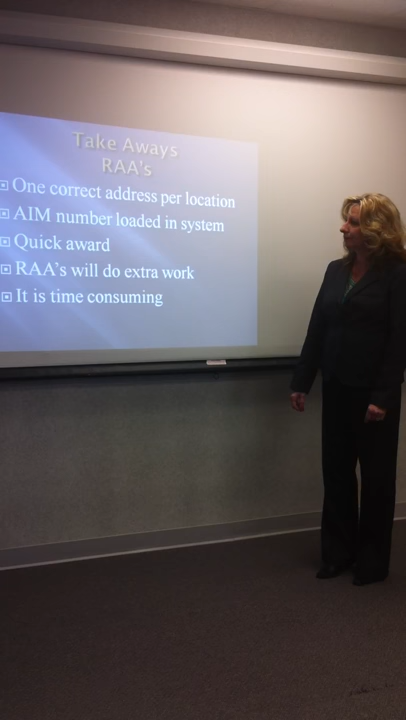 Take Aways
RAA's
One correct address per location
AIM number loaded in system
Quick award
RAA's will do extra work
It is time consuming